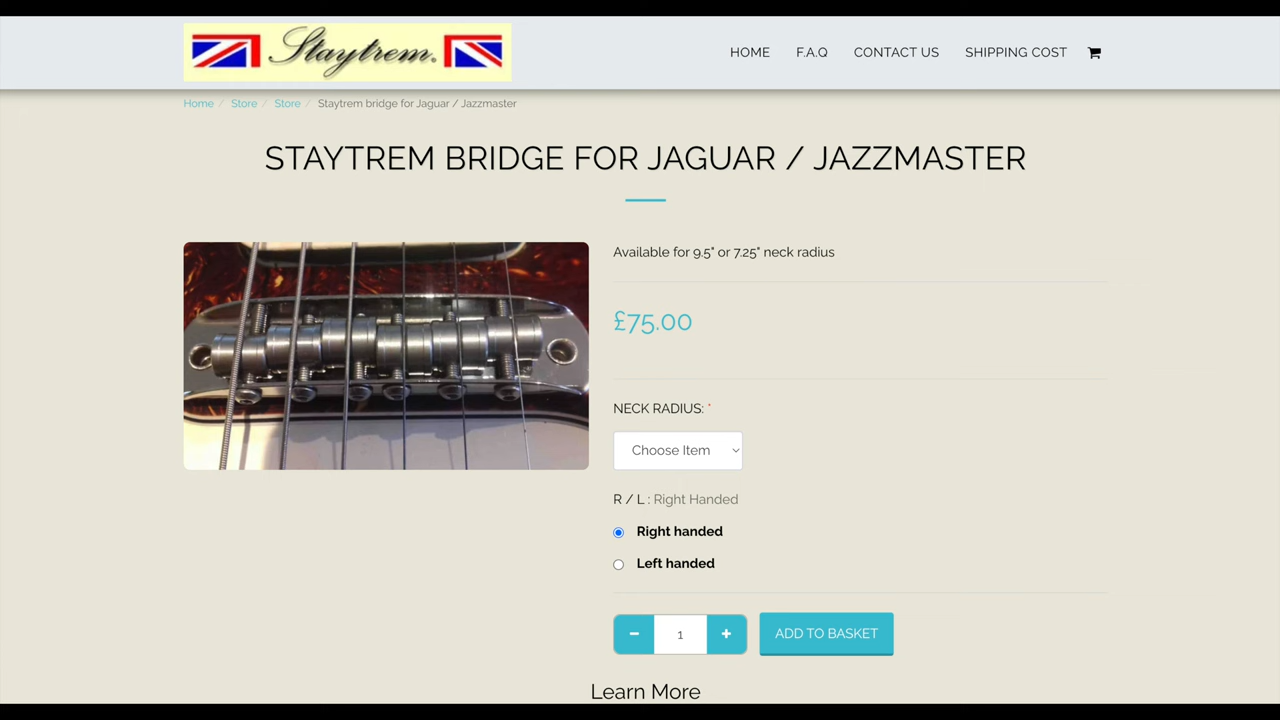 Staytrem.
HOME F.A.Q CONTACT US SHIPPING COST
Home / Store / Store / Staytrem bridge for Jaguar / Jazzmaster
STAYTREM BRIDGE FOR JAGUAR / JAZZMASTER
Available for 9.5" or 7.25" neck radius
£75.00
NECK RADIUS: *
Choose Item
R / L : Right Handed
Right handed
Left handed
- 1 + ADD TO BASKET
Learn More